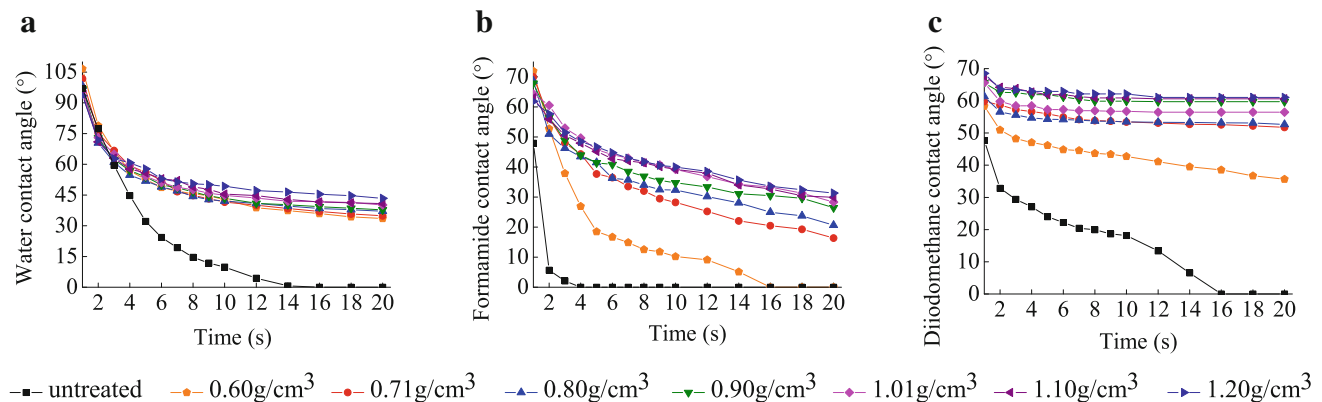 a
Water contact angle (°)
105
90
75
60
45
30
15
0
2 4 6 8 10 12 14 16 18 20
Time (s)
b
Formamide contact angle (°)
70
60
50
40
30
20
10
0
2 4 6 8 10 12 14 16 18 20
Time (s)
c
Diiodomethane contact angle (°)
70
60
50
40
30
20
10
0
2 4 6 8 10 12 14 16 18 20
Time (s)
untreated 0.60g/cm³ 0.71g/cm³ 0.80g/cm³ 0.90g/cm³ 1.01g/cm³ 1.10g/cm³ 1.20g/cm³